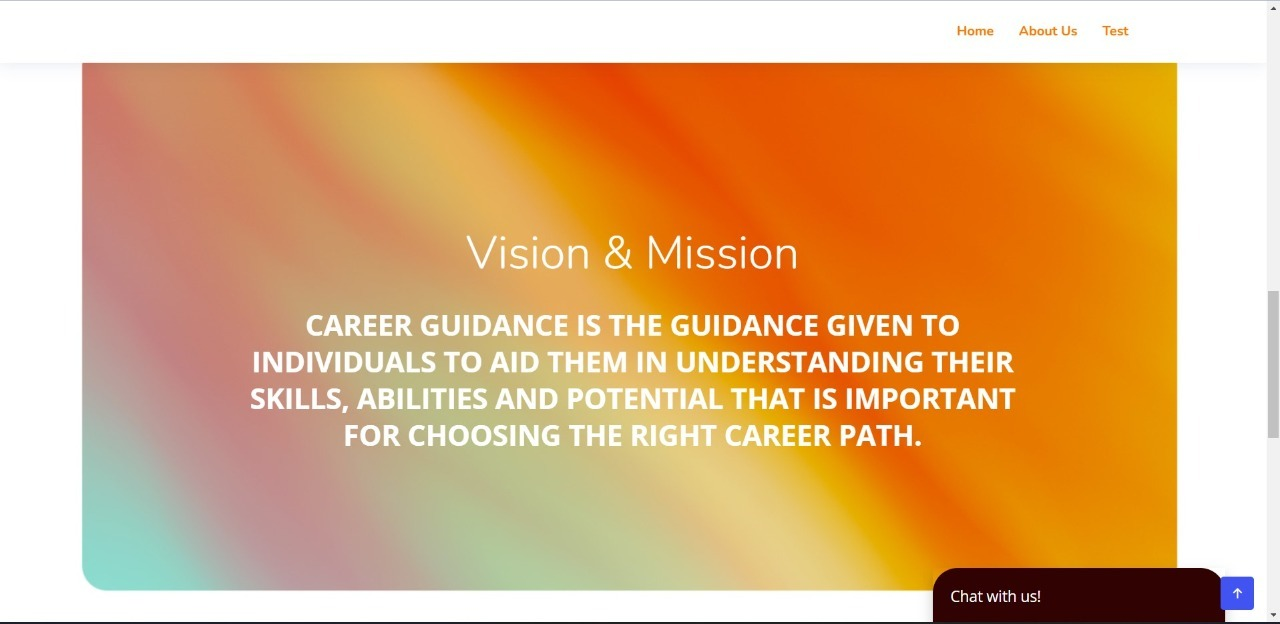 Home About Us Test
Vision & Mission
CAREER GUIDANCE IS THE GUIDANCE GIVEN TO
INDIVIDUALS TO AID THEM IN UNDERSTANDING THEIR
SKILLS, ABILITIES AND POTENTIAL THAT IS IMPORTANT
FOR CHOOSING THE RIGHT CAREER PATH.
Chat with us!